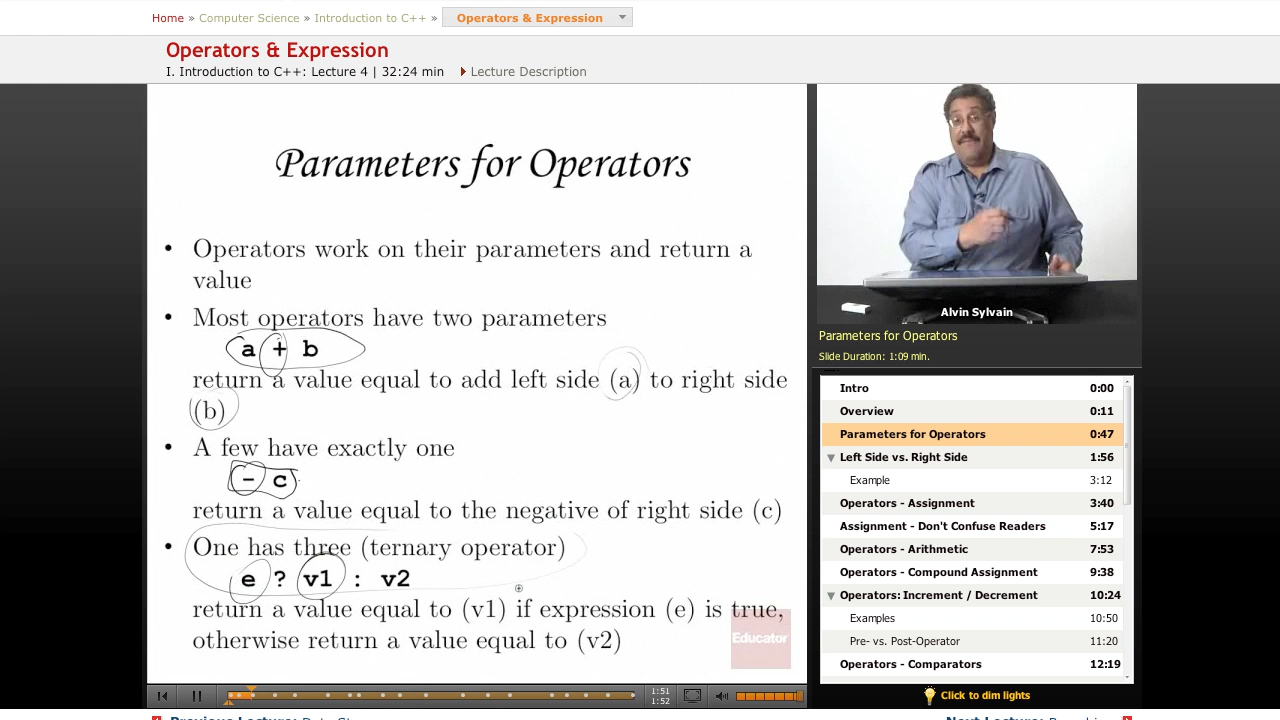 Home » Computer Science » Introduction to C++ » Operators & Expression
Operators & Expression
I. Introduction to C++: Lecture 4 | 32:24 min Lecture Description
Parameters for Operators
• Operators work on their parameters and return a
value
• Most operators have two parameters
a + b
return a value equal to add left side (a) to right side
(b)
• A few have exactly one
- c
return a value equal to the negative of right side (c)
• One has three (ternary operator)
e ? v1 : v2
return a value equal to (v1) if expression (e) is true,
otherwise return a value equal to (v2)
Educator
1:51
1:52
Alvin Sylvain
Parameters for Operators
Slide Duration: 1:09 min.
Intro 0:00
Overview 0:11
Parameters for Operators 0:47
Left Side vs. Right Side 1:56
Example 3:12
Operators - Assignment 3:40
Assignment - Don't Confuse Readers 5:17
Operators - Arithmetic 7:53
Operators - Compound Assignment 9:38
Operators: Increment / Decrement 10:24
Examples 10:50
Pre- vs. Post-Operator 11:20
Operators - Comparators 12:19
Click to dim lights
Previous Lecture:
Next Lecture: